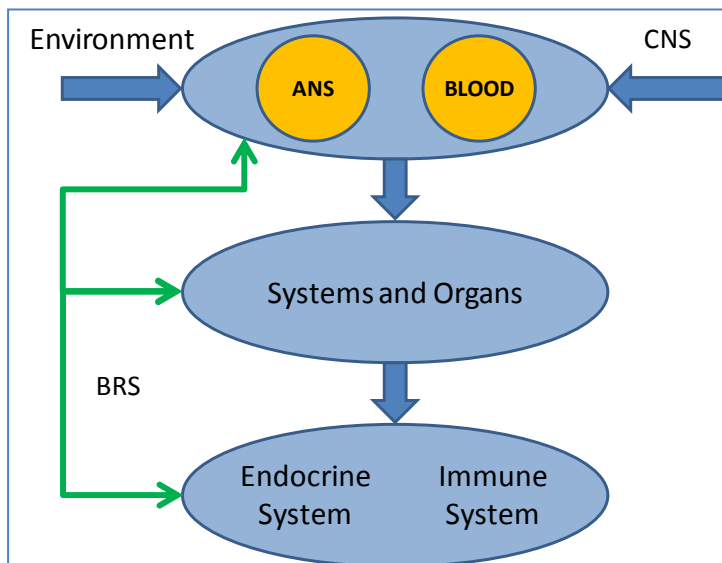 Environment
CNS
ANS
BLOOD
Systems and Organs
BRS
Endocrine
System
Immune
System